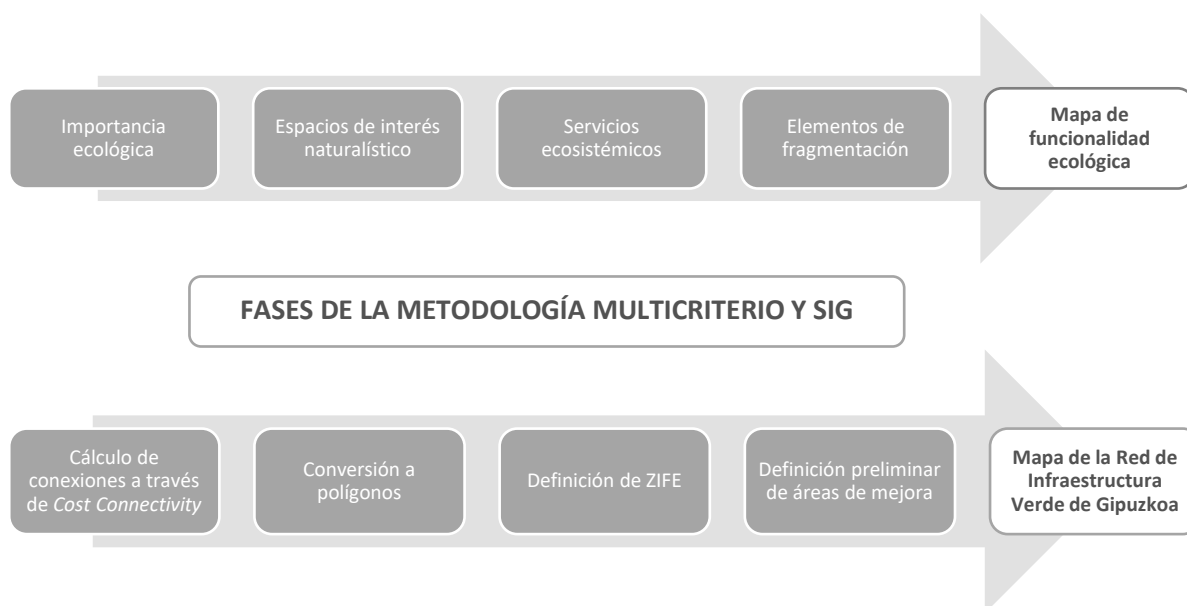 Importancia
ecológica
Espacios de interés
naturalístico
Servicios
ecosistémicos
Elementos de
fragmentación
Mapa de
funcionalidad
ecológica
FASES DE LA METODOLOGÍA MULTICRITERIO Y SIG
Cálculo de
conexiones a través
de Cost Connectivity
Conversión a
polígonos
Definición de ZIFE
Definición preliminar
de áreas de mejora
Mapa de la Red de
Infraestructura
Verde de Gipuzkoa